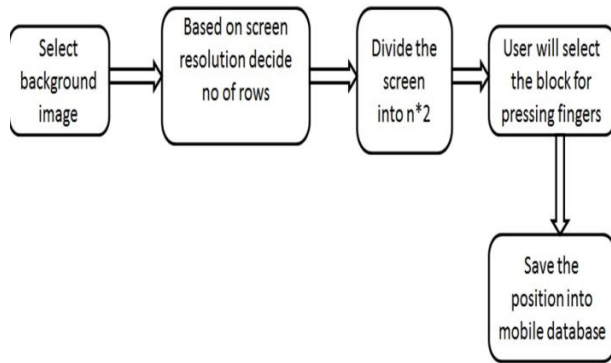 Select
background
image
Based on screen
resolution decide
no of rows
Divide the
screen
into n*2
User will select
the block for
pressing fingers
Save the
position into
mobile database